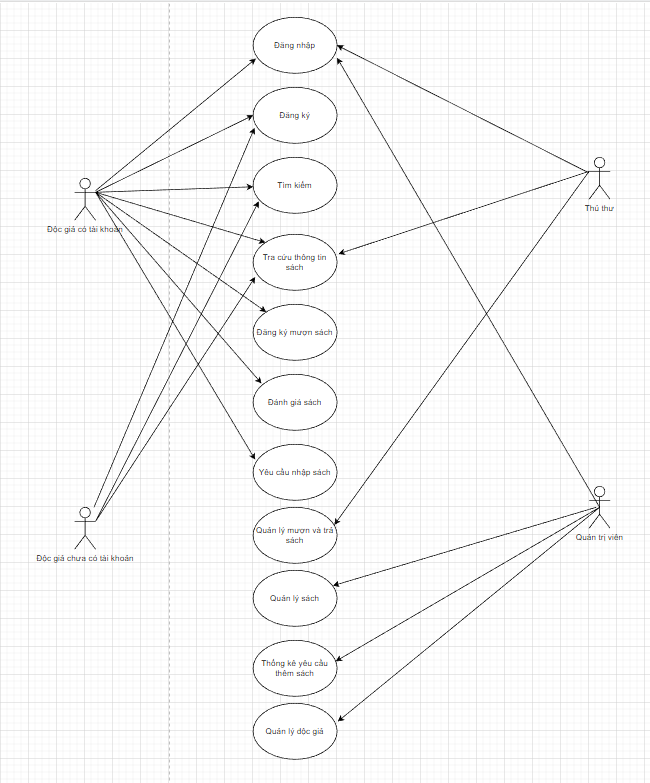 Đăng nhập
Đăng ký
Tìm kiếm
Độc giả có tài khoản
Thủ thư
Tra cứu thông tin
sách
Đăng ký mượn sách
Đánh giá sách
Yêu cầu nhập sách
Quản lý mượn và trả
sách
Độc giả chưa có tài khoản
Quản trị viên
Quản lý sách
Thống kê yêu cầu
thêm sách
Quản lý độc giả